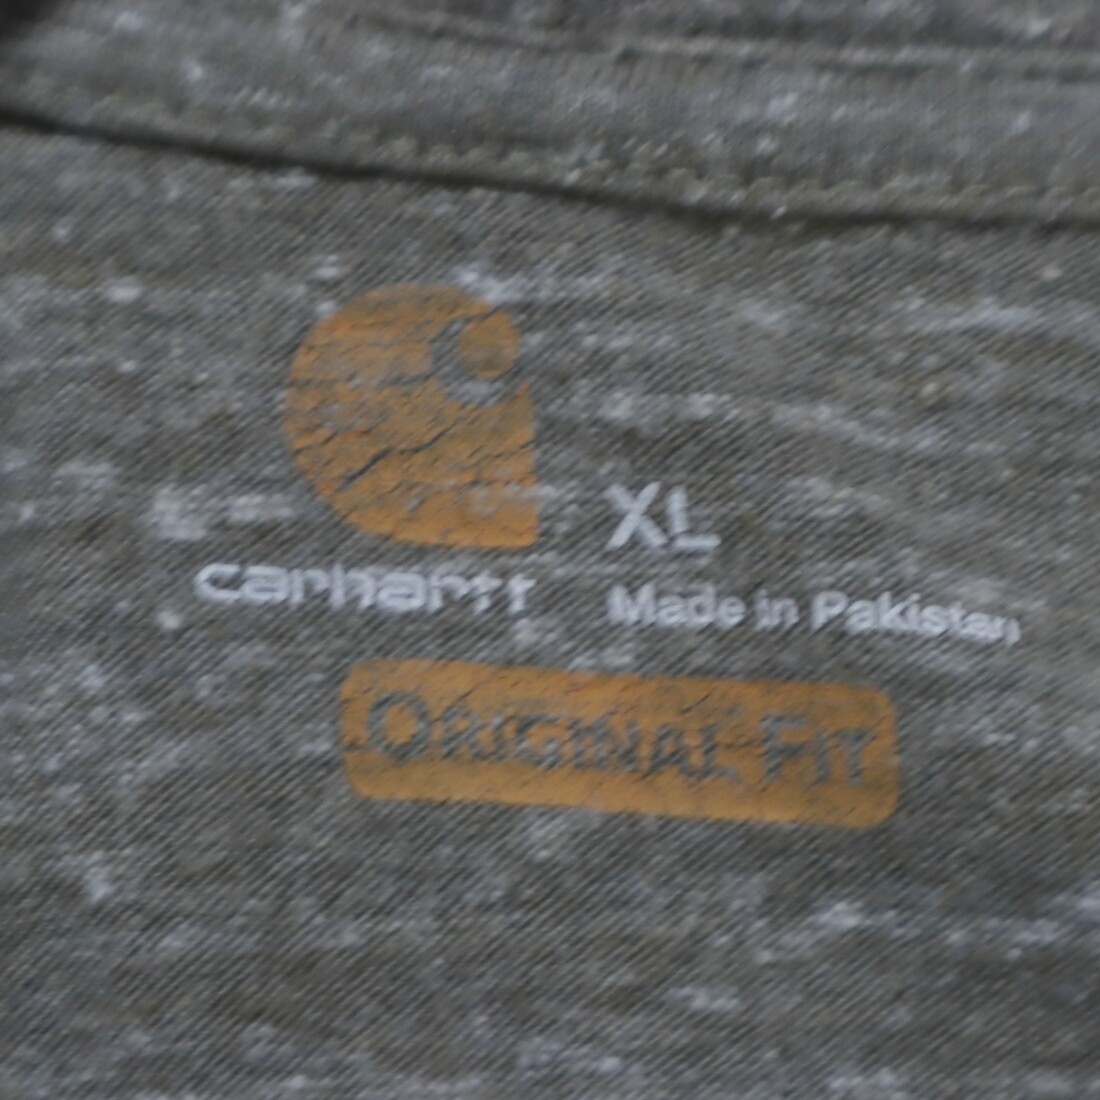 XL
carhartt
Made in Pakistan
ORIGINAL FIT